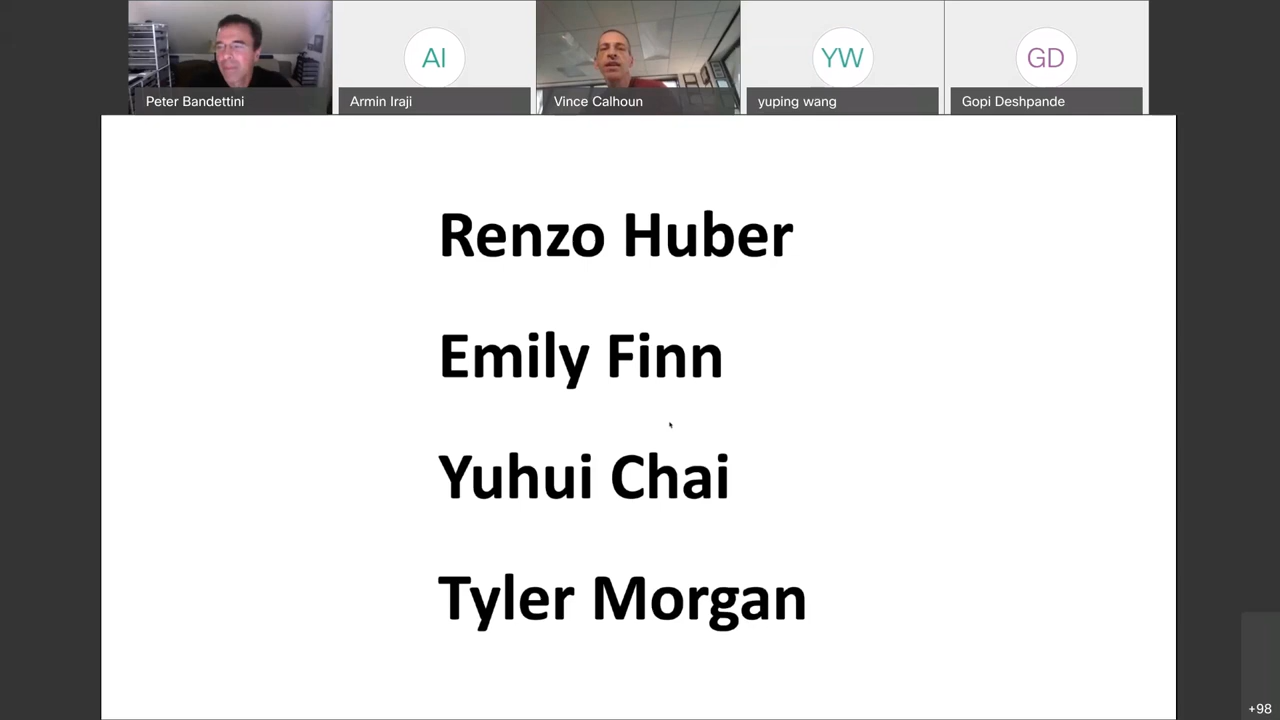 AI
YW
GD
Peter Bandettini
Armin Iraji
Vince Calhoun
yuping wang
Gopi Deshpande
Renzo Huber
Emily Finn
Yuhui Chai
Tyler Morgan
+98